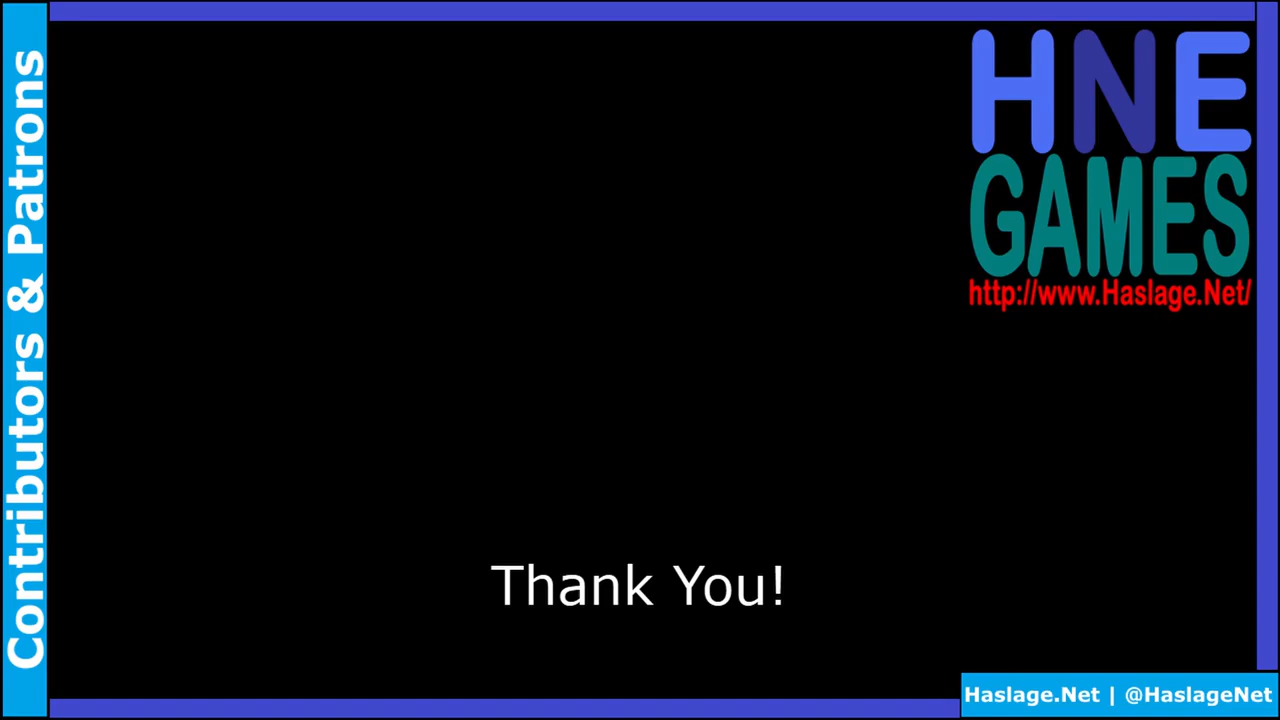 Contributors & Patrons
HNE
GAMES
http://www.Haslage.Net/
Thank You!
Haslage.Net | @HaslageNet